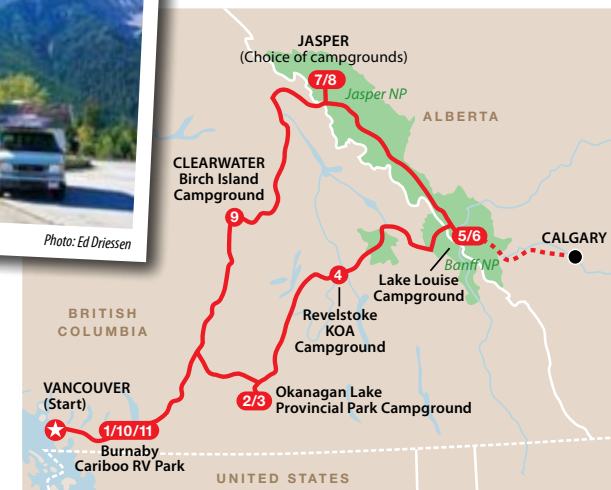 JASPER
(Choice of campgrounds)
7/8
Jasper NP
ALBERTA
CLEARWATER
Birch Island
Campground
9
Photo: Ed Driessen
5/6
CALGARY
Banff NP
Lake Louise
Campground
4
Revelstoke
KOA
Campground
BRITISH
COLUMBIA
VANCOUVER
(Start)
2/3
Okanagan Lake
Provincial Park Campground
1/10/11
Burnaby
Cariboo RV Park
UNITED STATES